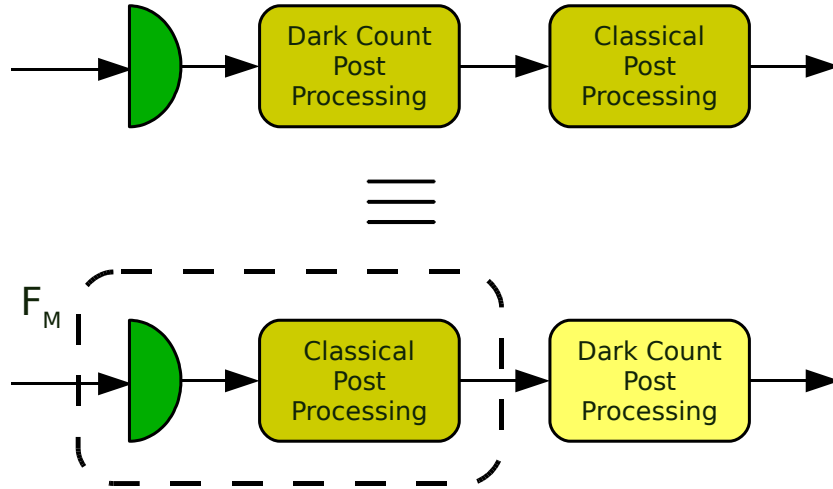 Dark Count
Post
Processing
Classical
Post
Processing
F_M
Classical
Post
Processing
Dark Count
Post
Processing